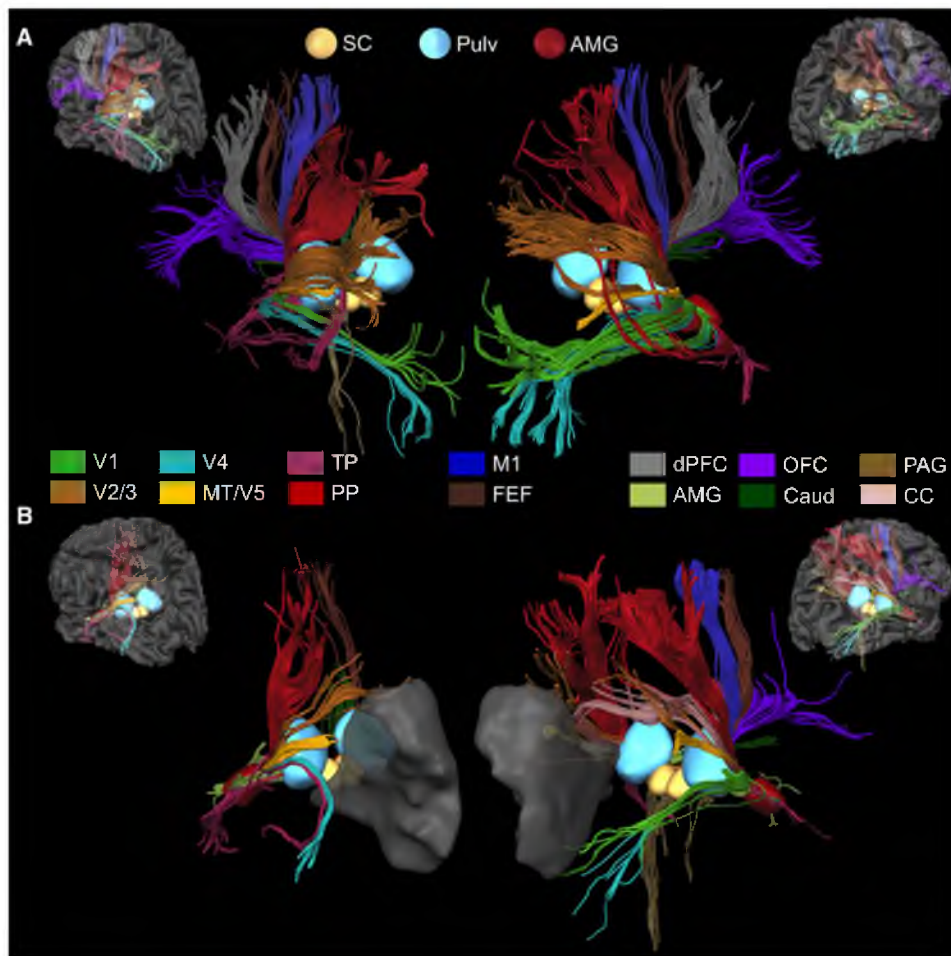 A
SC Pulv AMG
V1 V4 TP M1 dPFC OFC PAG
V2/3 MT/V5 PP FEF AMG Caud CC
B